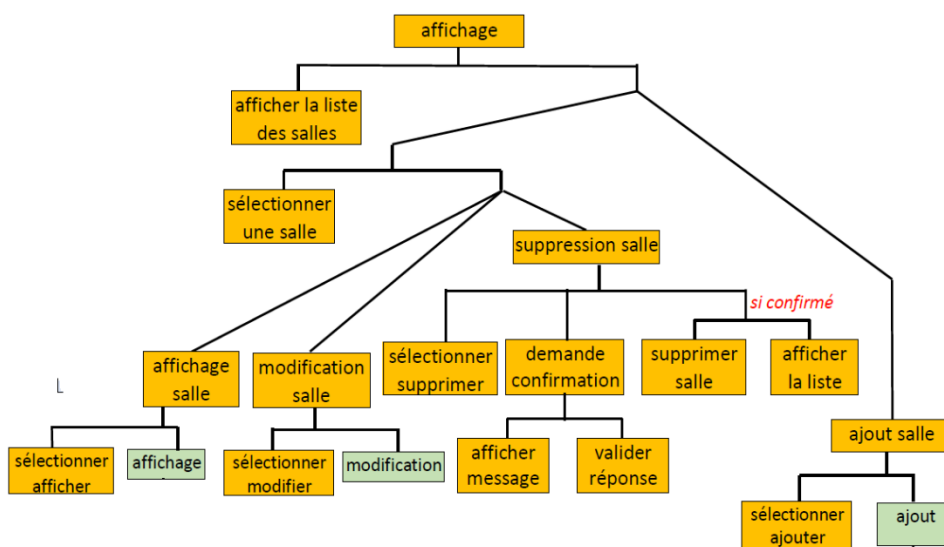 affichage
afficher la liste
des salles
sélectionner
une salle
suppression salle
si confirmé
sélectionner
supprimer
demande
confirmation
supprimer
salle
afficher
la liste
affichage
salle
modification
salle
L
ajout salle
sélectionner
afficher
affichage
sélectionner
modifier
modification
afficher
message
valider
réponse
sélectionner
ajouter
ajout